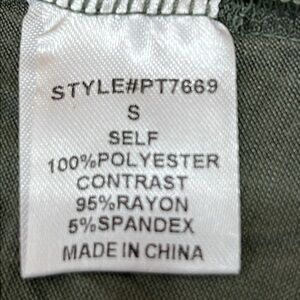 STYLE#PT7669
S
SELF
100%POLYESTER
CONTRAST
95%RAYON
5%SPANDEX
MADE IN CHINA